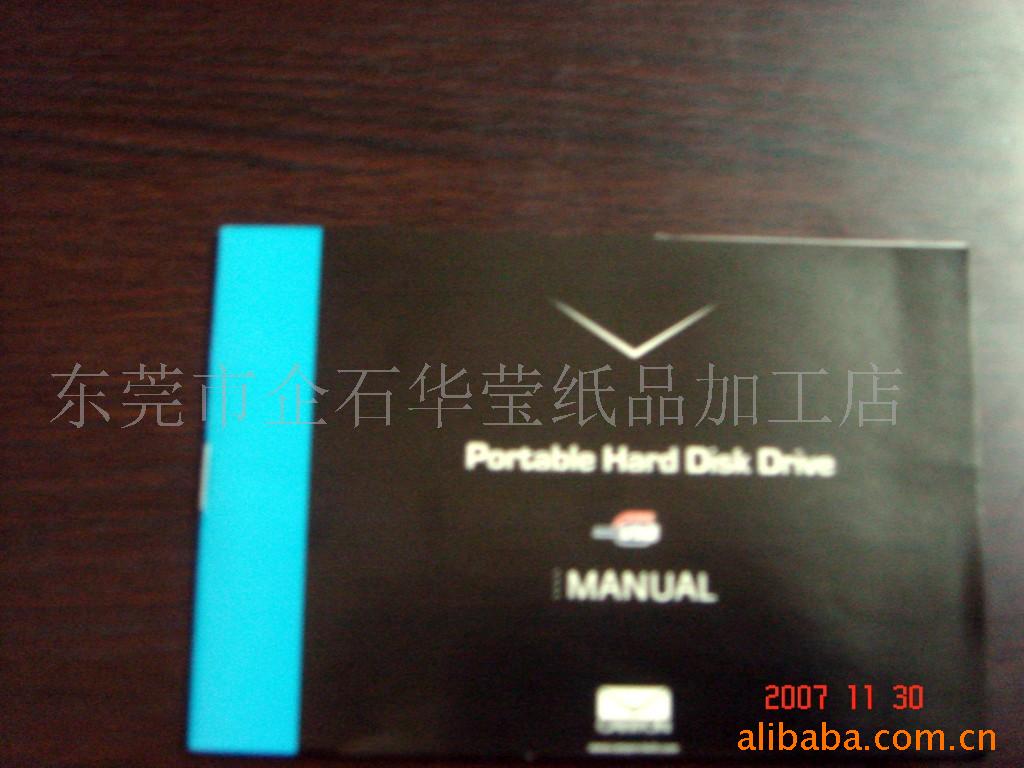 东莞市企石华莹纸品加工店
Portable Hard Disk Drive
MANUAL
2007 11 30
alibaba.com.cn